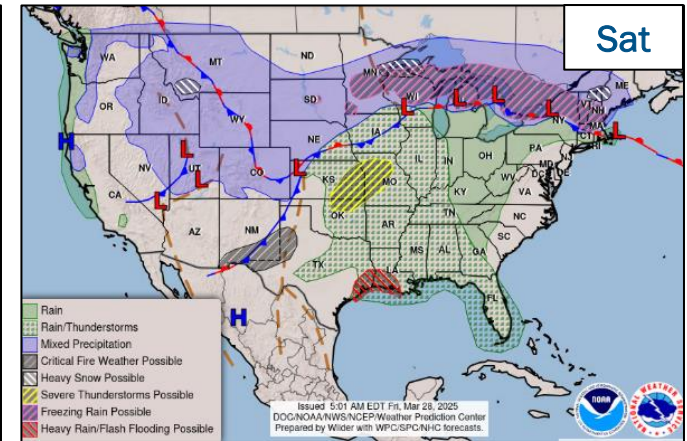 Sat
WA
MT
ND
MN
ME
OR
ID
SD
WI
VT
NH
WY
NY
MA
CT
RI
NE
IA
PA
NJ
NV
UT
CO
IL
IN
OH
MD
DE
DC
WV
VA
CA
KS
MO
KY
AZ
NM
OK
AR
TN
NC
SC
TX
MS
AL
GA
LA
FL
H
H
L
L
L
L
L
L
L
L
L
L
Rain
Rain/Thunderstorms
Mixed Precipitation
Critical Fire Weather Possible
Heavy Snow Possible
Severe Thunderstorms Possible
Freezing Rain Possible
Heavy Rain/Flash Flooding Possible
Issued 5:01 AM EDT Fri, Mar 28, 2025
DOC/NOAA/NWS/NCEP/Weather Prediction Center
Prepared by Wilder with WPC/SPC/NHC forecasts.
NOAA
NATIONAL WEATHER SERVICE